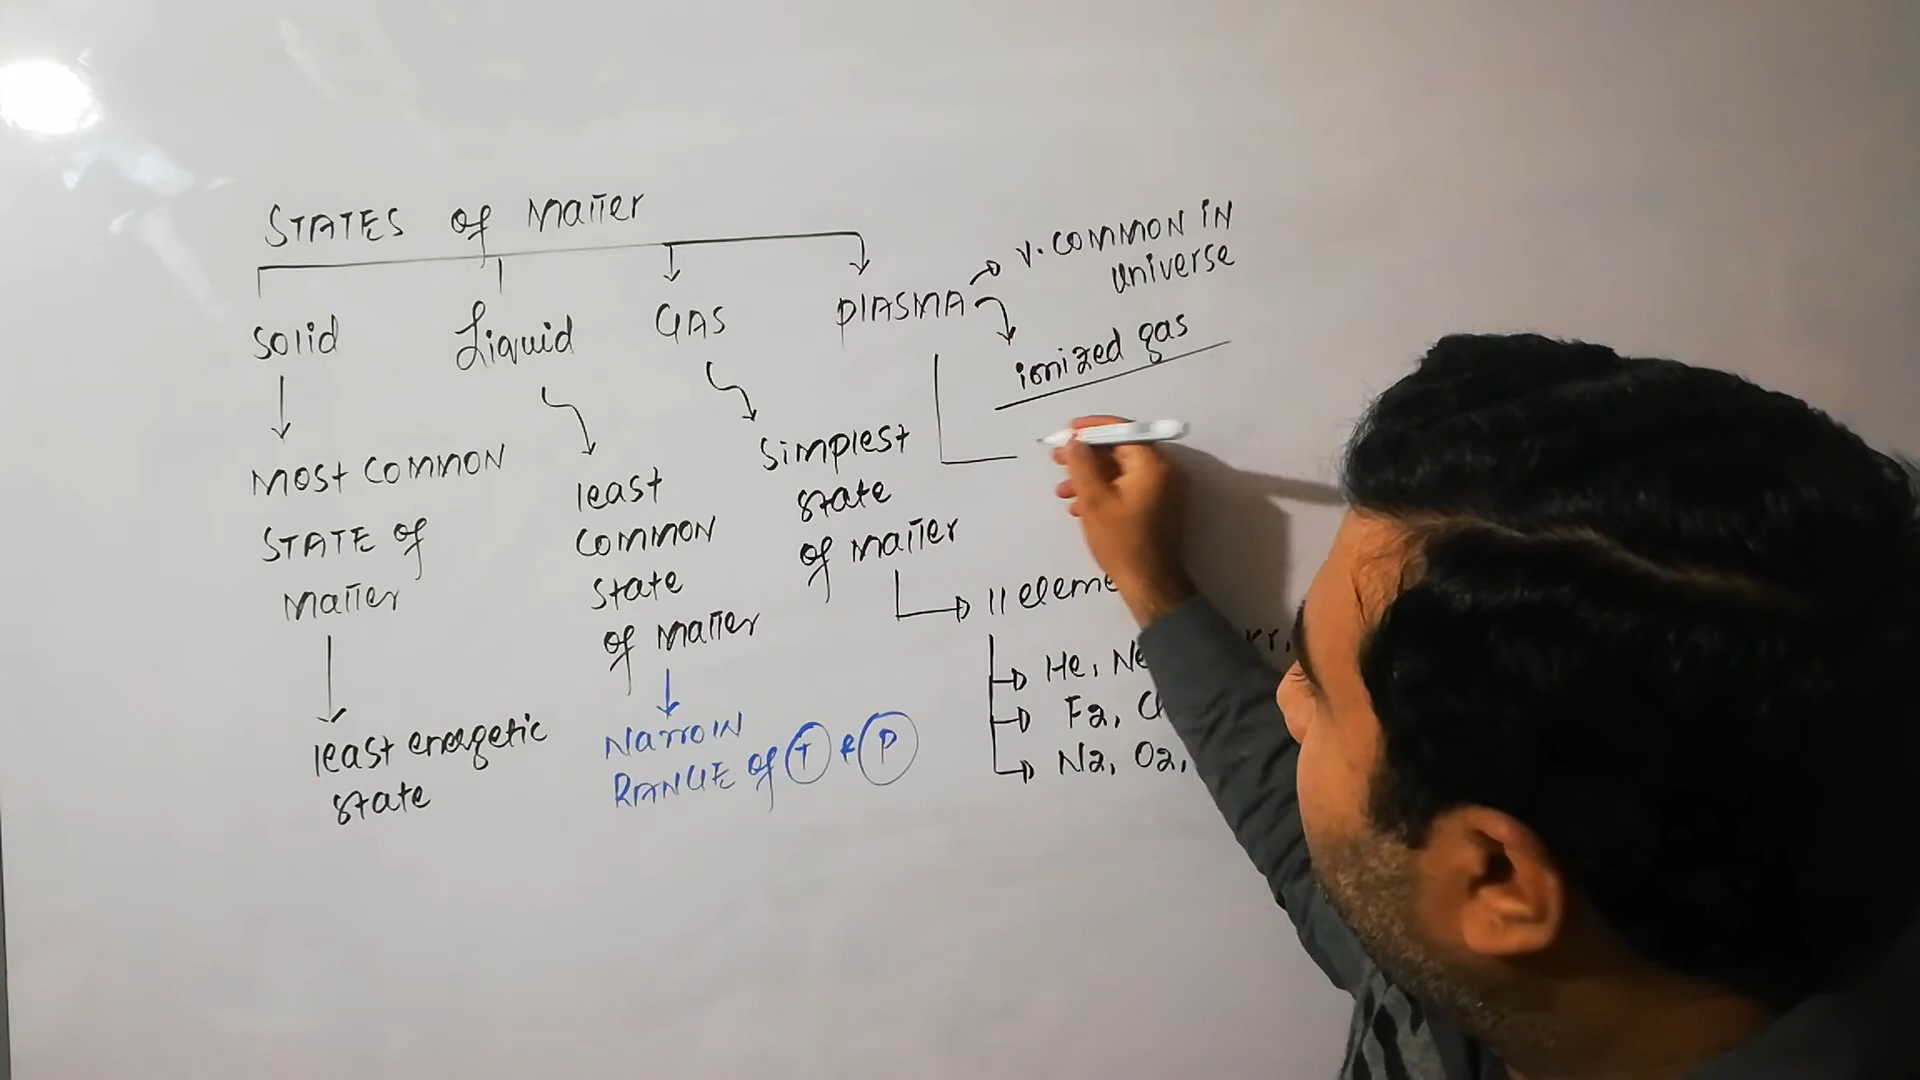 STATES of Matter
Solid
Liquid
GAS
PlASMA
V. COMMON IN
Universe
ionized gas
MOST COMMON
STATE of
Matter
least energetic
state
least
COMMON
state
of Matter
Narrow
RANGE of T & P
Simplest
state
of matter
11 eleme
He, Ne
Kr,
F2, Cl
N2, O2,